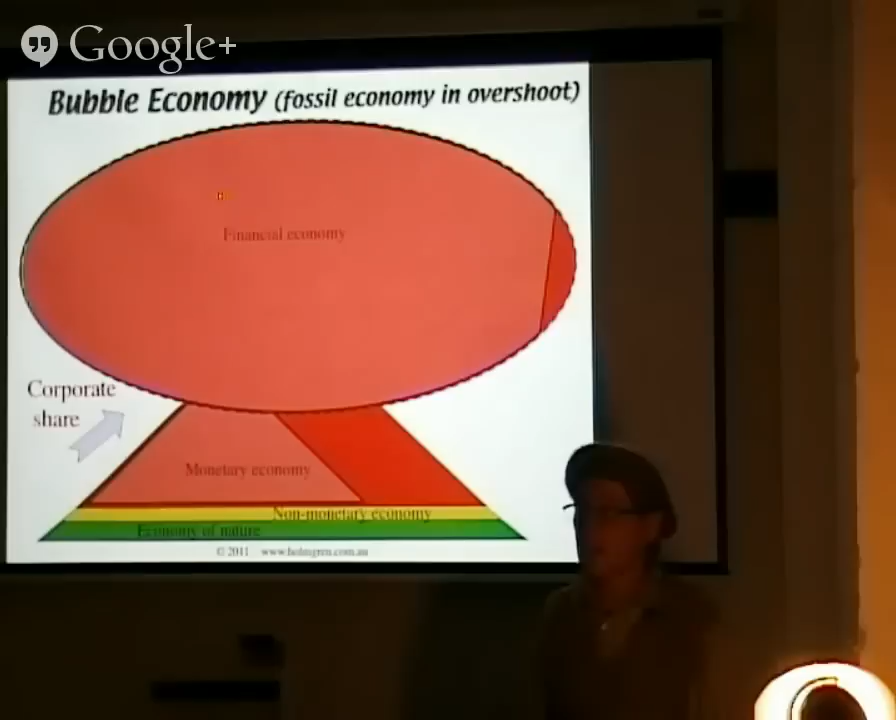 Google+
Bubble Economy (fossil economy in overshoot)
Financial economy
Corporate
share
Monetary economy
Non-monetary economy
Economy of nature
© 2011 www.holmgren.com.au